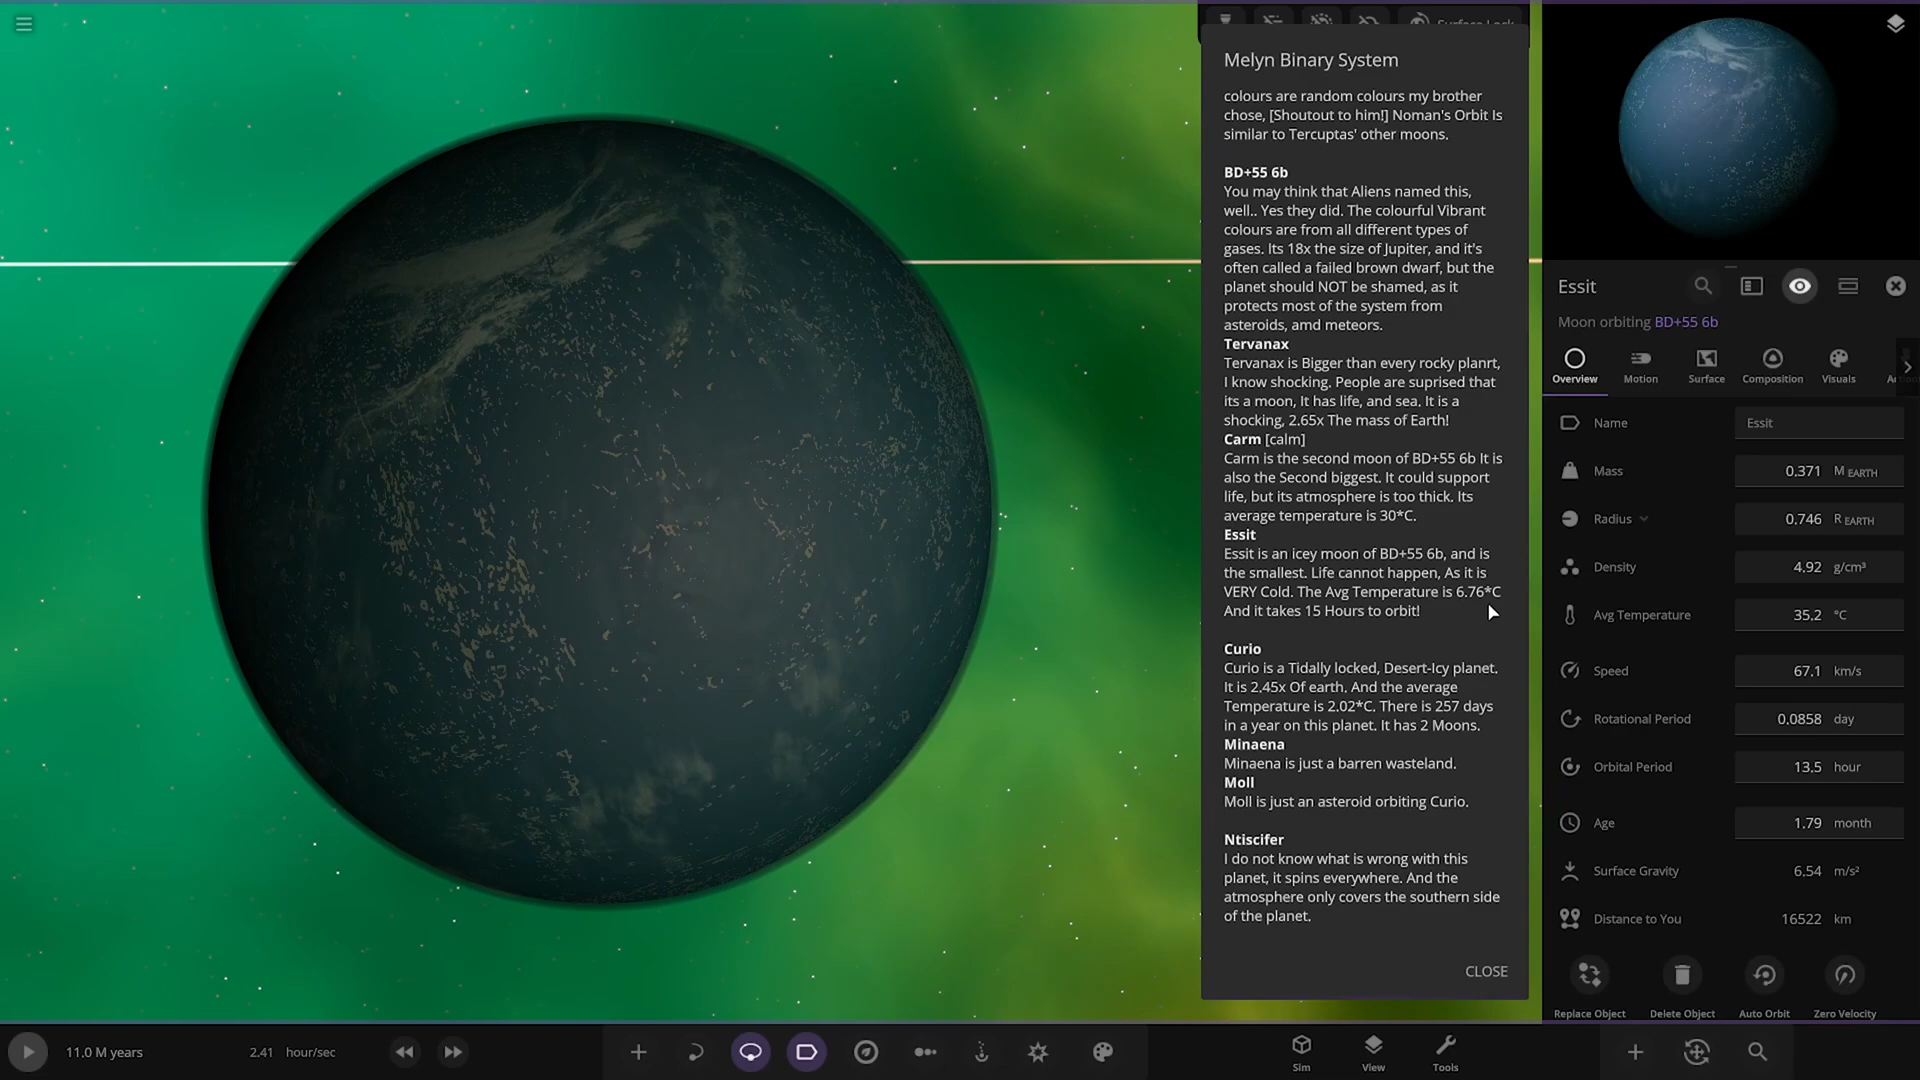 Surface Lock
Melyn Binary System
colours are random colours my brother
chose, [Shoutout to him!] Noman's Orbit Is
similar to Tercuptas' other moons.
BD+55 6b
You may think that Aliens named this,
well.. Yes they did. The colourful Vibrant
colours are from all different types of
gases. Its 18x the size of Jupiter, and it's
often called a failed brown dwarf, but the
planet should NOT be shamed, as it
protects most of the system from
asteroids, amd meteors.
Tervanax
Tervanax is Bigger than every rocky planrt,
I know shocking. People are suprised that
its a moon, It has life, and sea. It is a
shocking, 2.65x The mass of Earth!
Carm [calm]
Carm is the second moon of BD+55 6b It is
also the Second biggest. It could support
life, but its atmosphere is too thick. Its
average temperature is 30*C.
Essit
Essit is an icey moon of BD+55 6b, and is
the smallest. Life cannot happen, As it is
VERY Cold. The Avg Temperature is 6.76*C
And it takes 15 Hours to orbit!
Curio
Curio is a Tidally locked, Desert-Icy planet.
It is 2.45x Of earth. And the average
Temperature is 2.02*C. There is 257 days
in a year on this planet. It has 2 Moons.
Minaena
Minaena is just a barren wasteland.
Moll
Moll is just an asteroid orbiting Curio.
Ntiscifer
I do not know what is wrong with this
planet, it spins everywhere. And the
atmosphere only covers the southern side
of the planet.
CLOSE
Essit
Moon orbiting BD+55 6b
Overview Motion Surface Composition Visuals
Name Essit
Mass 0.371 M EARTH
Radius 0.746 R EARTH
Density 4.92 g/cm³
Avg Temperature 35.2 °C
Speed 67.1 km/s
Rotational Period 0.0858 day
Orbital Period 13.5 hour
Age 1.79 month
Surface Gravity 6.54 m/s²
Distance to You 16522 km
Replace Object Delete Object Auto Orbit Zero Velocity
11.0 M years 2.41 hour/sec Sim View Tools